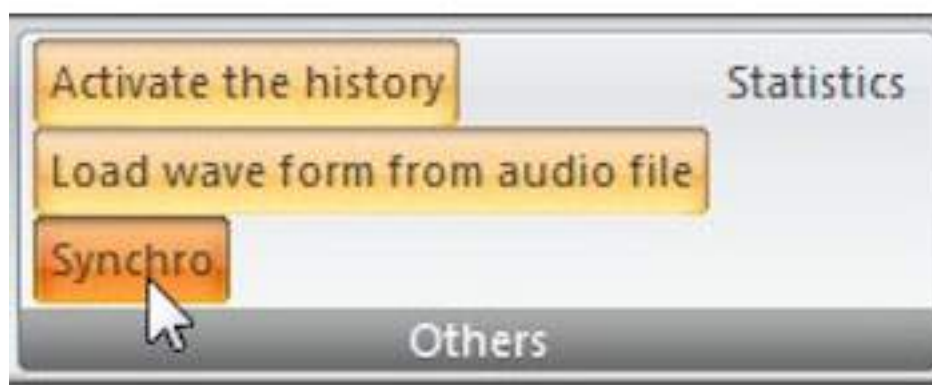 Activate the history Statistics
Load wave form from audio file
Synchro
Others